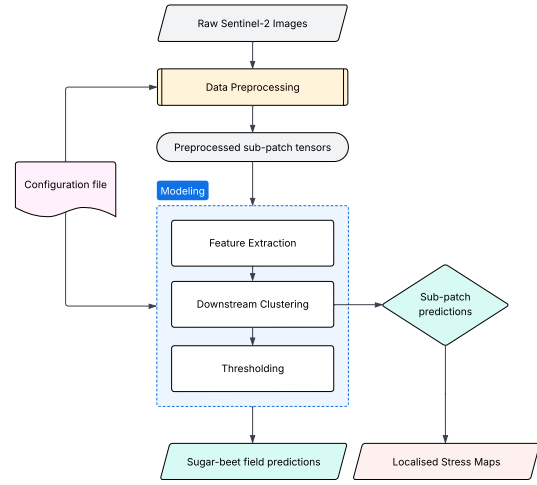 Raw Sentinel-2 Images
Data Preprocessing
Preprocessed sub-patch tensors
Configuration file
Modeling
Feature Extraction
Downstream Clustering
Sub-patch
predictions
Thresholding
Sugar-beet field predictions
Localised Stress Maps